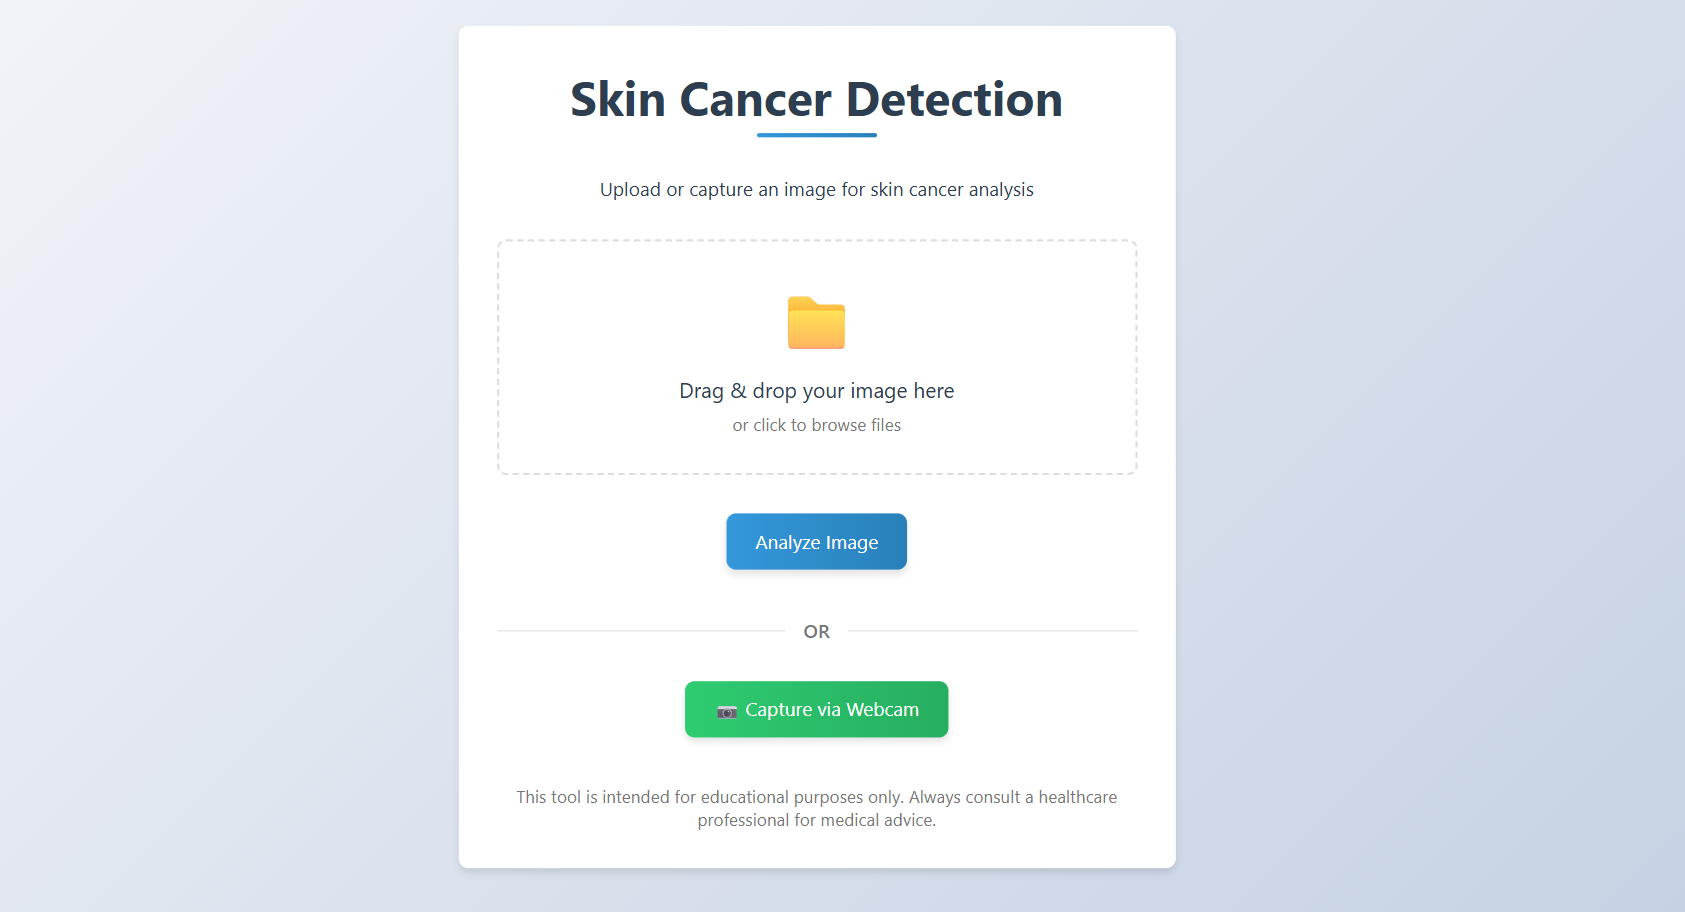 Skin Cancer Detection
Upload or capture an image for skin cancer analysis
Drag & drop your image here
or click to browse files
Analyze Image
OR
Capture via Webcam
This tool is intended for educational purposes only. Always consult a healthcare
professional for medical advice.